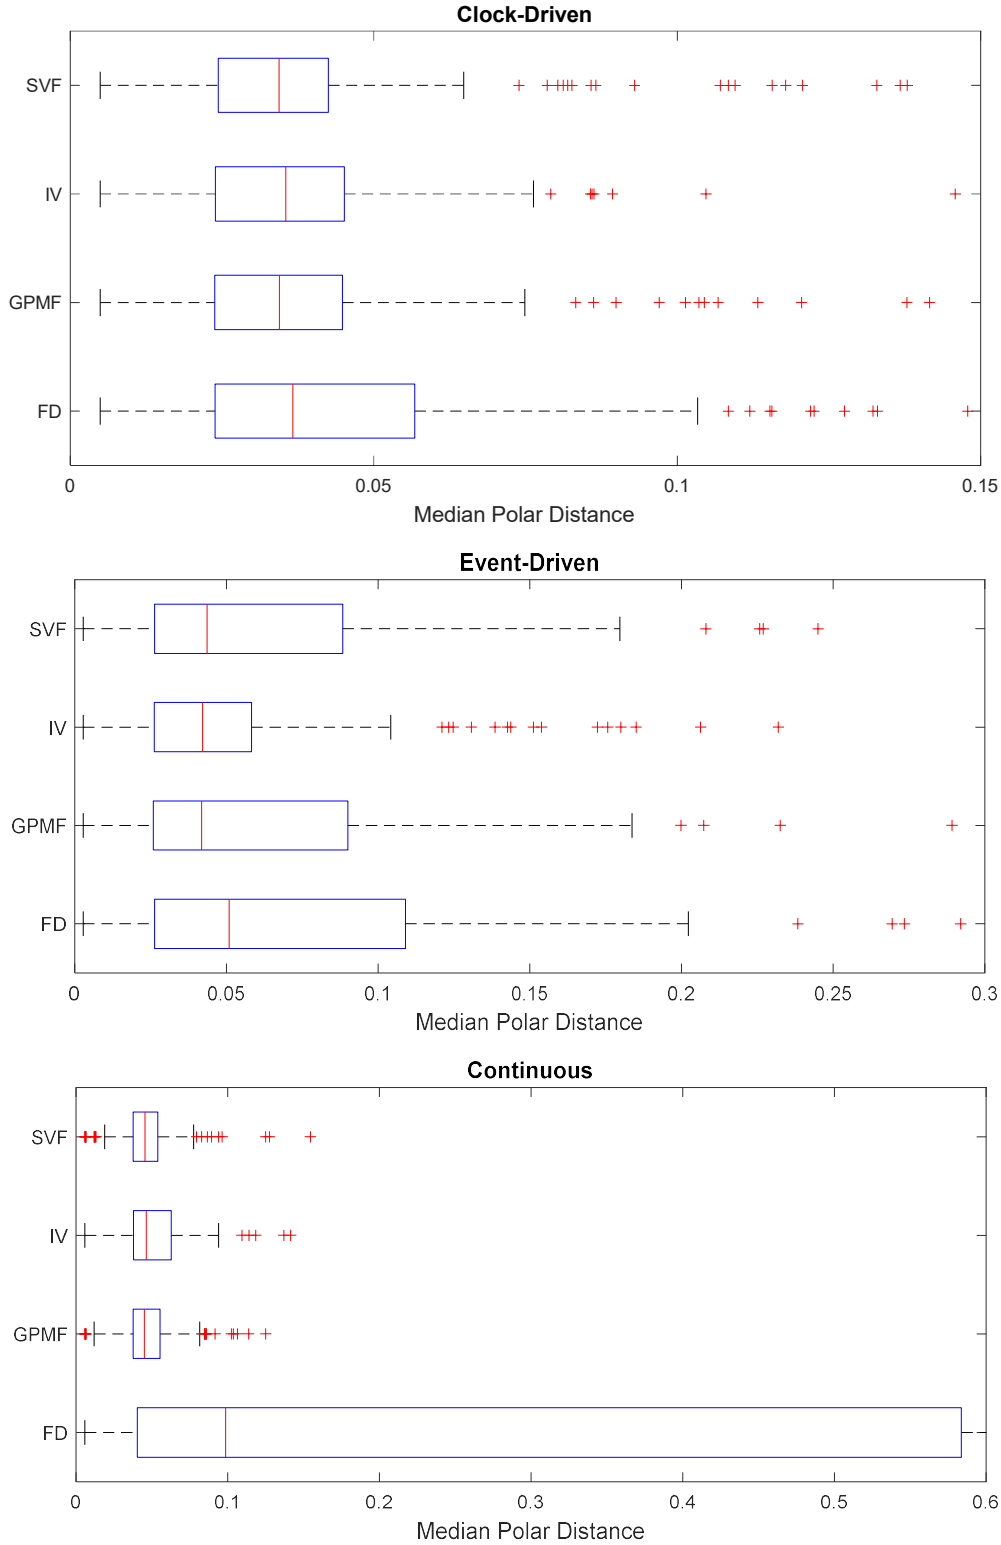 Clock-Driven
SVF
IV
GPMF
FD
0 0.05 0.1 0.15
Median Polar Distance
Event-Driven
SVF
IV
GPMF
FD
0 0.05 0.1 0.15 0.2 0.25 0.3
Median Polar Distance
Continuous
SVF
IV
GPMF
FD
0 0.1 0.2 0.3 0.4 0.5 0.6
Median Polar Distance